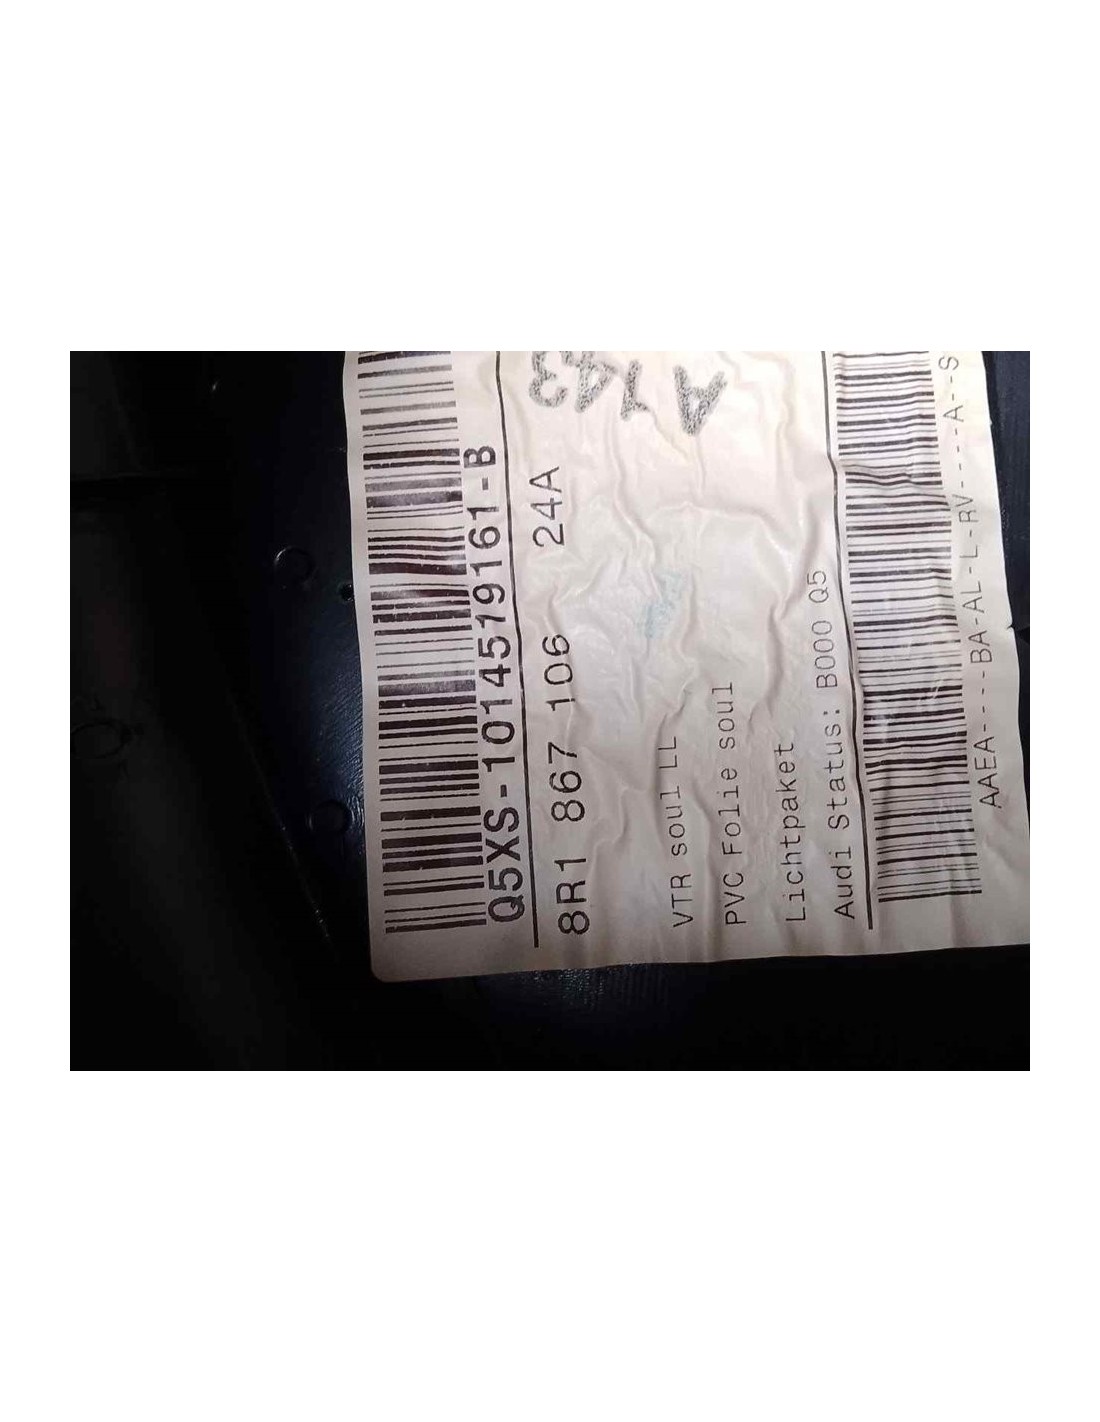 Q5XS-1014519161-B
8R1 867 106 24A
A143
VTR soul LL
PVC Folie soul
Lichtpaket
Audi Status: B000 Q5
AAEA----BA-AL-L-RV----A--S